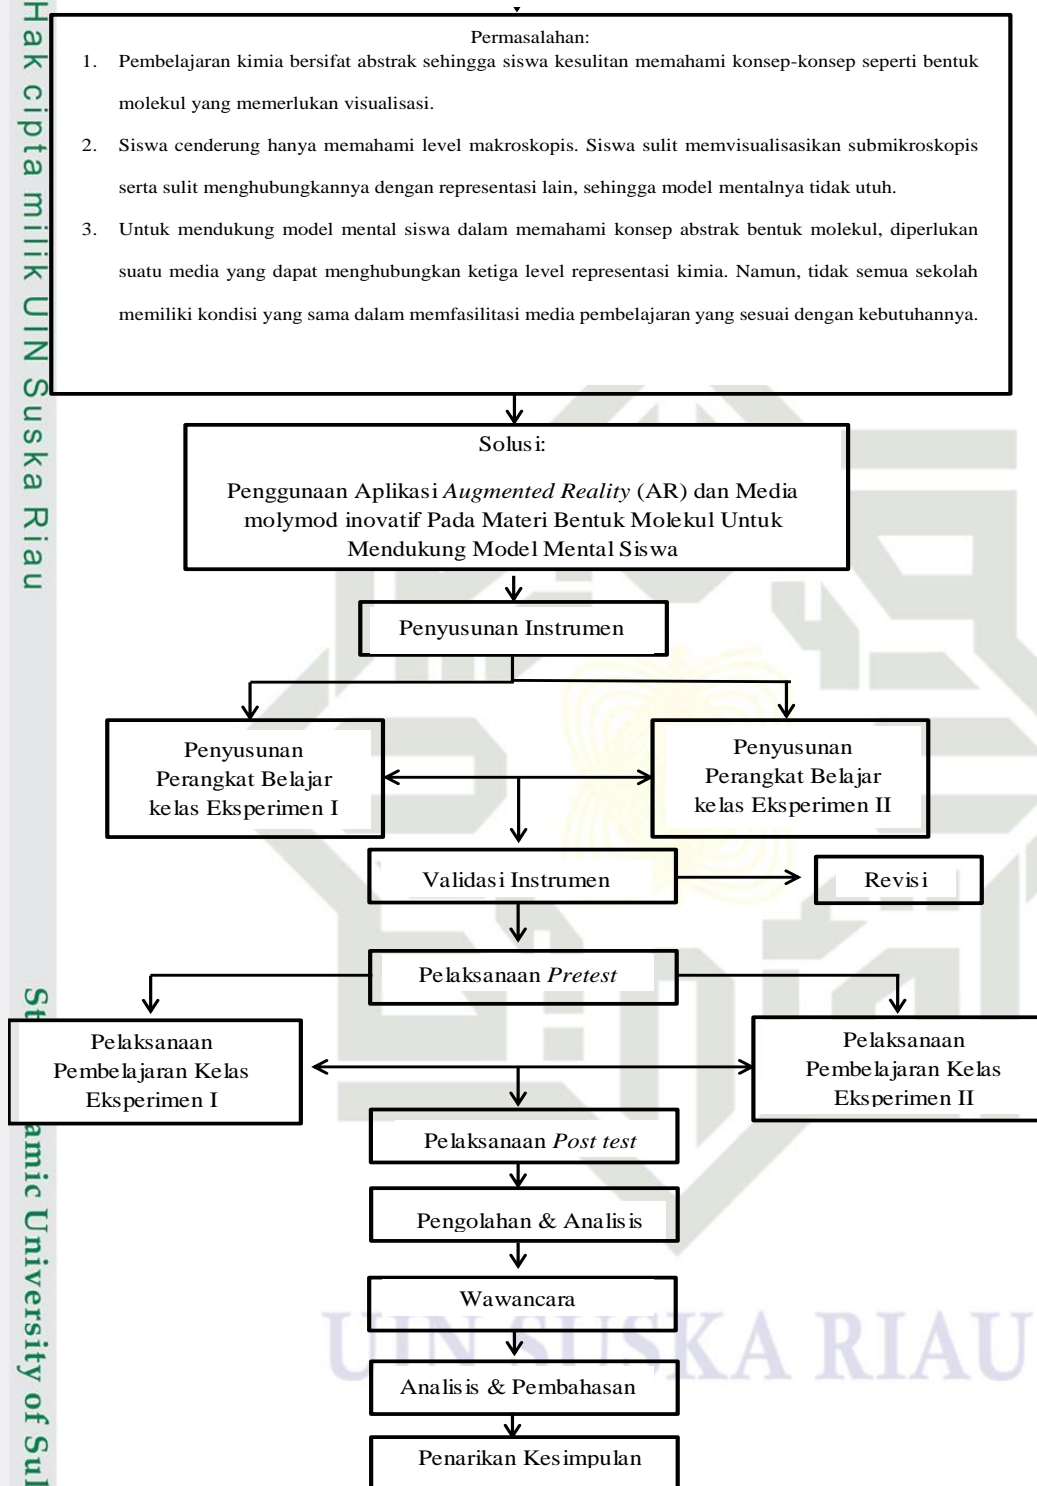 Hak cipta milik UIN Suska Riau
Permasalahan:
1. Pembelajaran kimia bersifat abstrak sehingga siswa kesulitan memahami konsep-konsep seperti bentuk
molekul yang memerlukan visualisasi.
2. Siswa cenderung hanya memahami level makroskopis. Siswa sulit memvisualisasikan submikroskopis
serta sulit menghubungkannya dengan representasi lain, sehingga model mentalnya tidak utuh.
3. Untuk mendukung model mental siswa dalam memahami konsep abstrak bentuk molekul, diperlukan
suatu media yang dapat menghubungkan ketiga level representasi kimia. Namun, tidak semua sekolah
memiliki kondisi yang sama dalam memfasilitasi media pembelajaran yang sesuai dengan kebutuhannya.
Solusi:
Penggunaan Aplikasi Augmented Reality (AR) dan Media
molymod inovatif Pada Materi Bentuk Molekul Untuk
Mendukung Model Mental Siswa
Penyusunan Instrumen
Penyusunan
Perangkat Belajar
kelas Eksperimen I
Penyusunan
Perangkat Belajar
kelas Eksperimen II
Validasi Instrumen
Revisi
Pelaksanaan Pretest
Pelaksanaan
Pembelajaran Kelas
Eksperimen I
Pelaksanaan
Pembelajaran Kelas
Eksperimen II
Pelaksanaan Post test
Pengolahan & Analisis
Wawancara
Analisis & Pembahasan
Penarikan Kesimpulan
UIN SUSKA RIAU
St
amic University of Sul